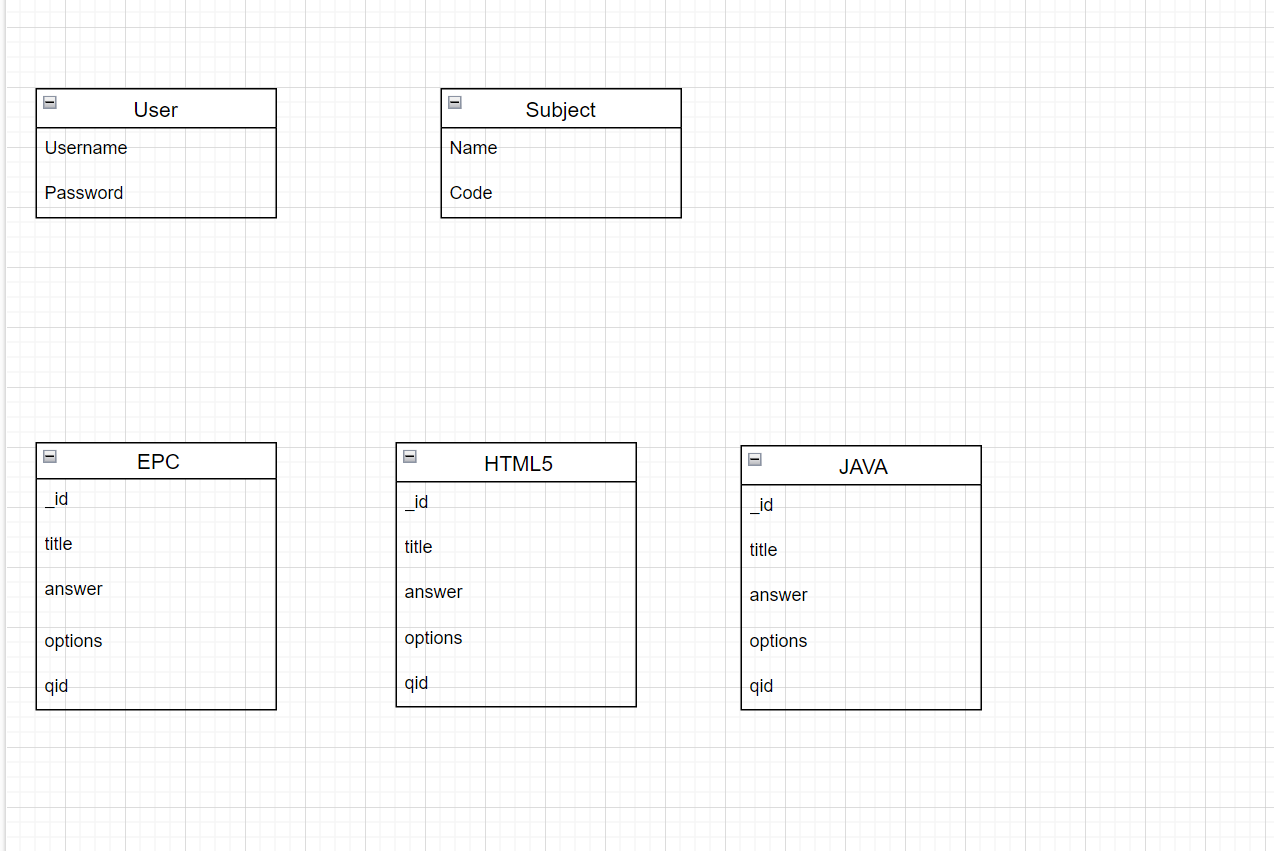 User
Username
Password
Subject
Name
Code
EPC
_id
title
answer
options
qid
HTML5
_id
title
answer
options
qid
JAVA
_id
title
answer
options
qid